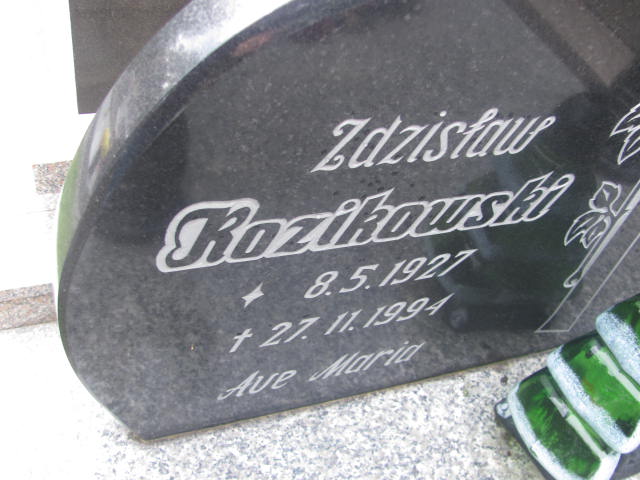 Zdzisław
Kozikowski
✦ 8.5.1927
† 27.11.1994
Ave Maria